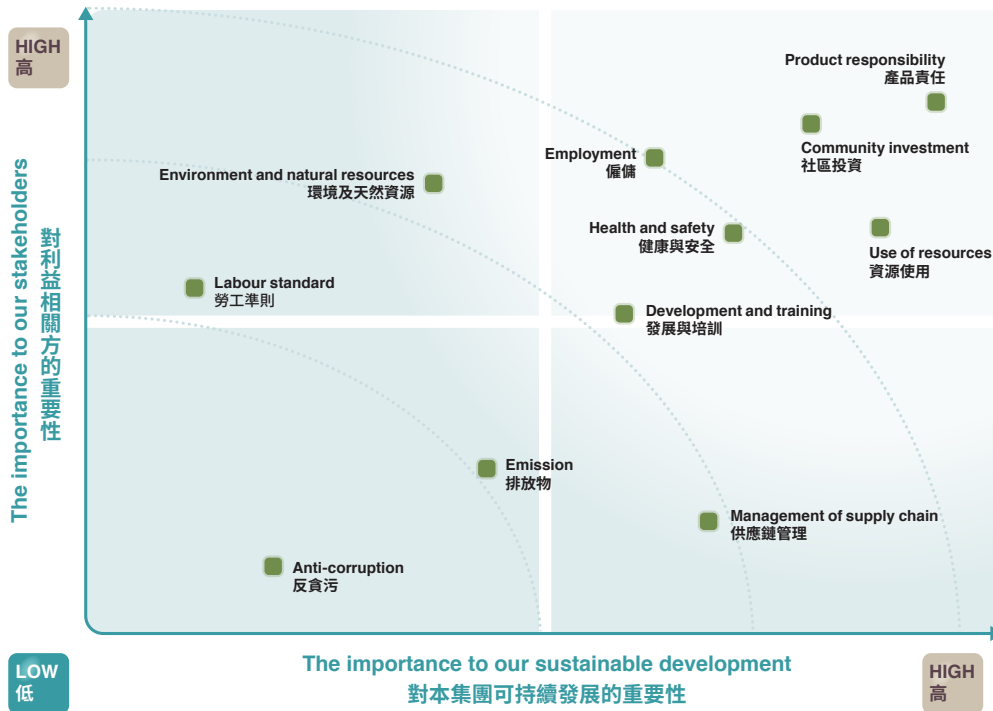 HIGH
高
The importance to our stakeholders
對利益相關方的重要性
Product responsibility
產品責任
Community investment
社區投資
Employment
僱傭
Environment and natural resources
環境及天然資源
Health and safety
健康與安全
Use of resources
資源使用
Labour standard
勞工準則
Development and training
發展與培訓
Emission
排放物
Management of supply chain
供應鏈管理
Anti-corruption
反貪污
LOW
低
The importance to our sustainable development
對本集團可持續發展的重要性
HIGH
高